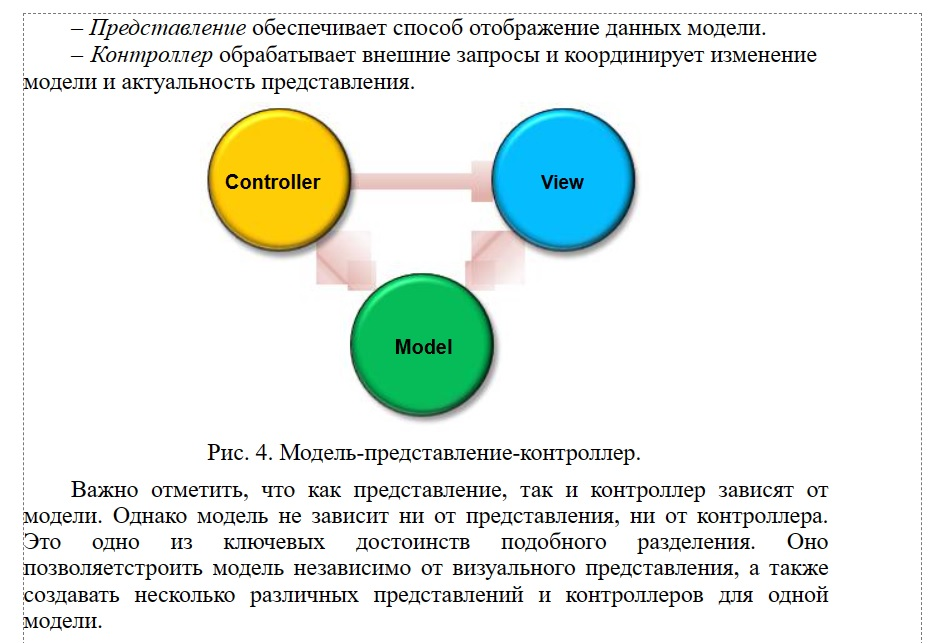 – Представление обеспечивает способ отображение данных модели.
– Контроллер обрабатывает внешние запросы и координирует изменение
модели и актуальность представления.
Controller
View
Model
Рис. 4. Модель-представление-контроллер.
Важно отметить, что как представление, так и контроллер зависят от
модели. Однако модель не зависит ни от представления, ни от контроллера.
Это одно из ключевых достоинств подобного разделения. Оно
позволяетстроить модель независимо от визуального представления, а также
создавать несколько различных представлений и контроллеров для одной
модели.